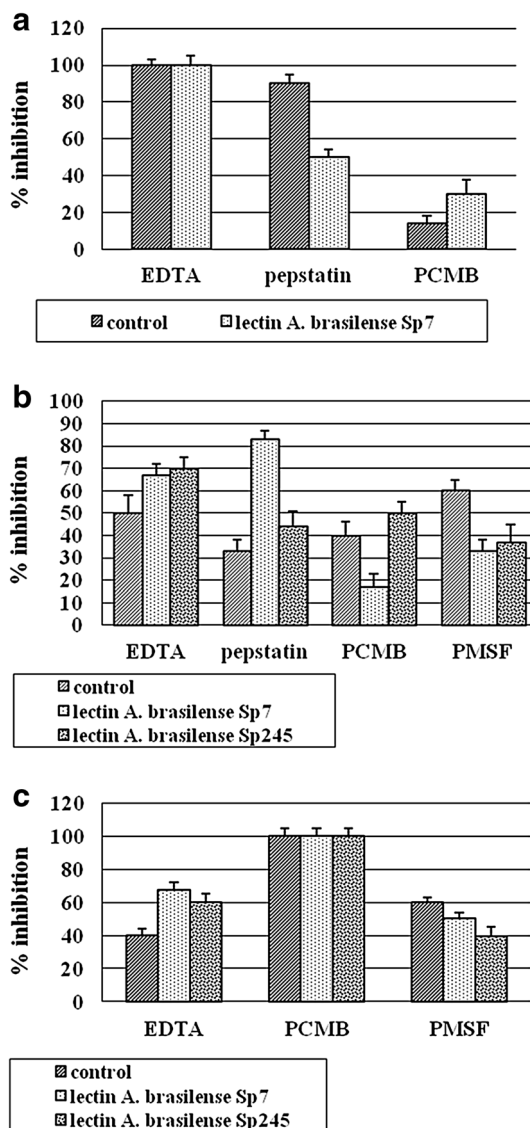 a
120
100
80
60
40
20
0
% inhibition
EDTA pepstatin PCMB
control lectin A. brasilense Sp7
b
100
90
80
70
60
50
40
30
20
10
0
% inhibition
EDTA pepstatin PCMB PMSF
control
lectin A. brasilense Sp7
lectin A. brasilense Sp245
c
120
100
80
60
40
20
0
% inhibition
EDTA PCMB PMSF
control
lectin A. brasilense Sp7
lectin A. brasilense Sp245